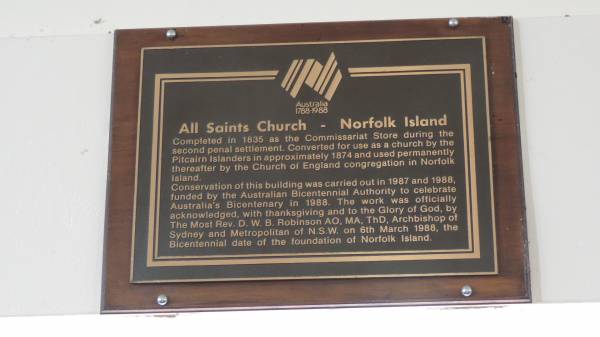 Australia
1788-1988
All Saints Church - Norfolk Island
Completed in 1835 as the Commissariat Store during the
second penal settlement. Converted for use as a church by the
Pitcairn Islanders in approximately 1874 and used permanently
thereafter by the Church of England congregation in Norfolk
Island.
Conservation of this building was carried out in 1987 and 1988,
funded by the Australian Bicentennial Authority to celebrate
Australia's Bicentenary in 1988. The work was officially
acknowledged, with thanksgiving and to the Glory of God, by
The Most Rev. D. W. B. Robinson AO, MA, ThD, Archbishop of
Sydney and Metropolitan of N.S.W. on 6th March 1988, the
Bicentennial date of the foundation of Norfolk Island.